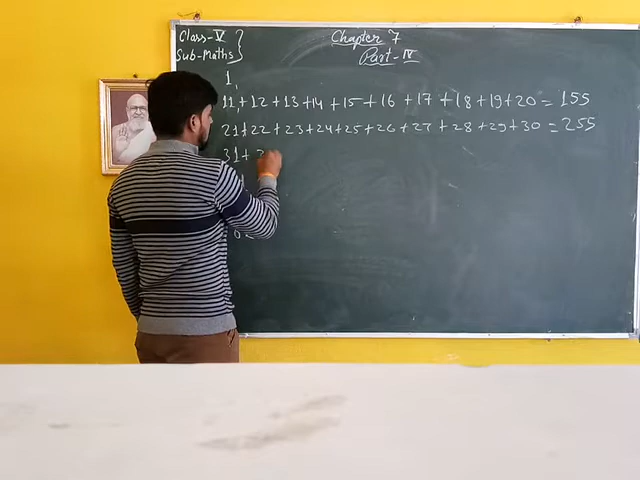 Class-V
Sub-Maths
Chapter 7
Part-IV
1,
11,+12+13+14+15+16+17+18+19+20=155
21+22+23+24+25+26+27+28+29+30=255
31+